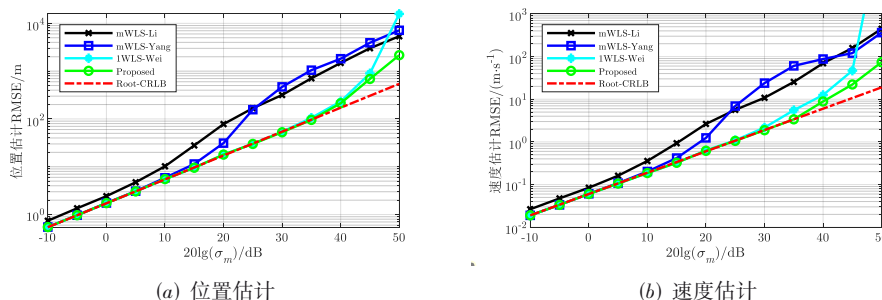 位置估计RMSE/m
10⁴
10²
10⁰
mWLS-Li
mWLS-Yang
1WLS-Wei
Proposed
Root-CRLB
-10 0 10 20 30 40 50
20lg(σₘ)/dB
(a) 位置估计
速度估计RMSE/(m·s⁻¹)
10³
10²
10¹
10⁰
10⁻¹
10⁻²
mWLS-Li
mWLS-Yang
1WLS-Wei
Proposed
Root-CRLB
-10 0 10 20 30 40 50
20lg(σₘ)/dB
(b) 速度估计